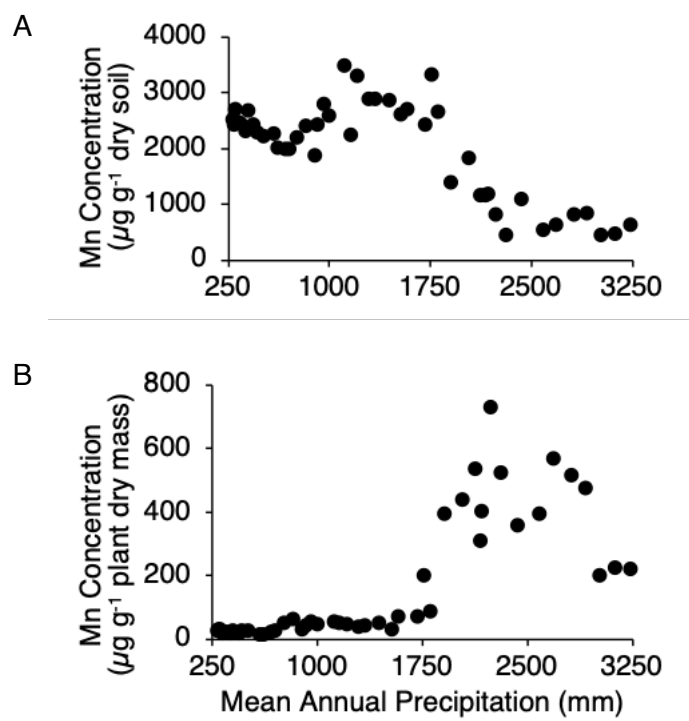 A
Mn Concentration
(µg g-1 dry soil)
4000
3000
2000
1000
0
250 1000 1750 2500 3250
B
Mn Concentration
(µg g-1 plant dry mass)
800
600
400
200
0
250 1000 1750 2500 3250
Mean Annual Precipitation (mm)